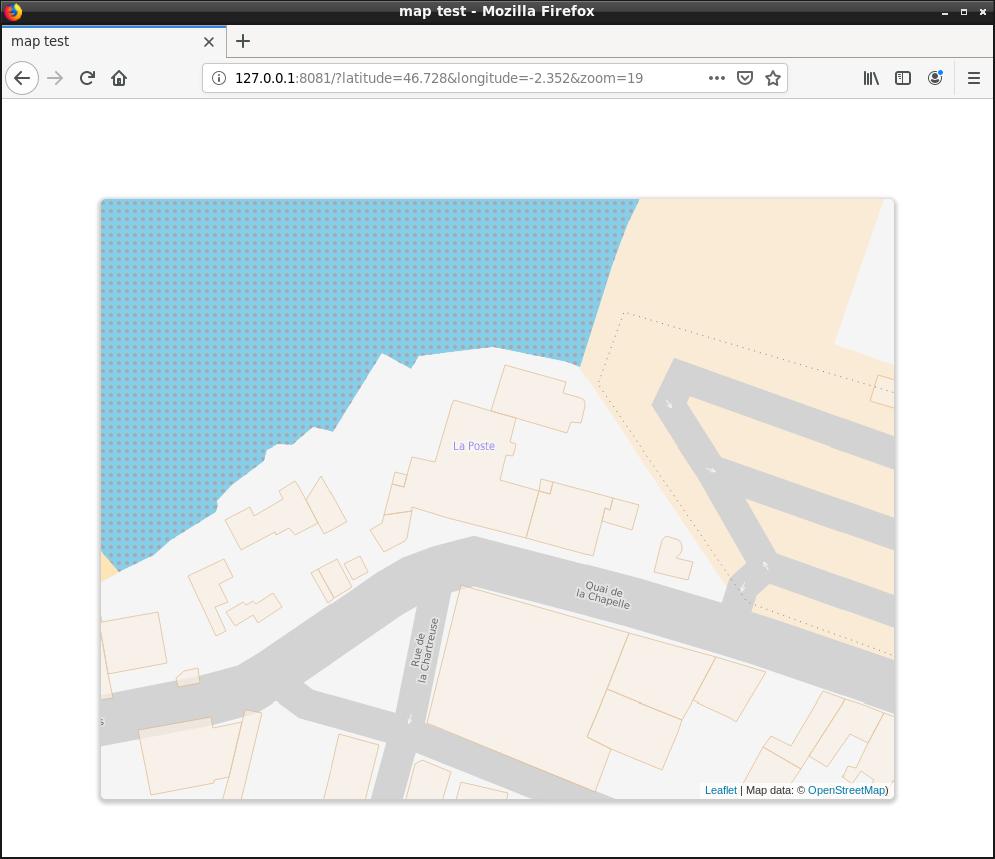 map test - Mozilla Firefox
map test
127.0.0.1:8081/?latitude=46.728&longitude=-2.352&zoom=19
La Poste
Quai de
la Chapelle
Rue de
la Chartreuse
s
Leaflet | Map data: © OpenStreetMap)